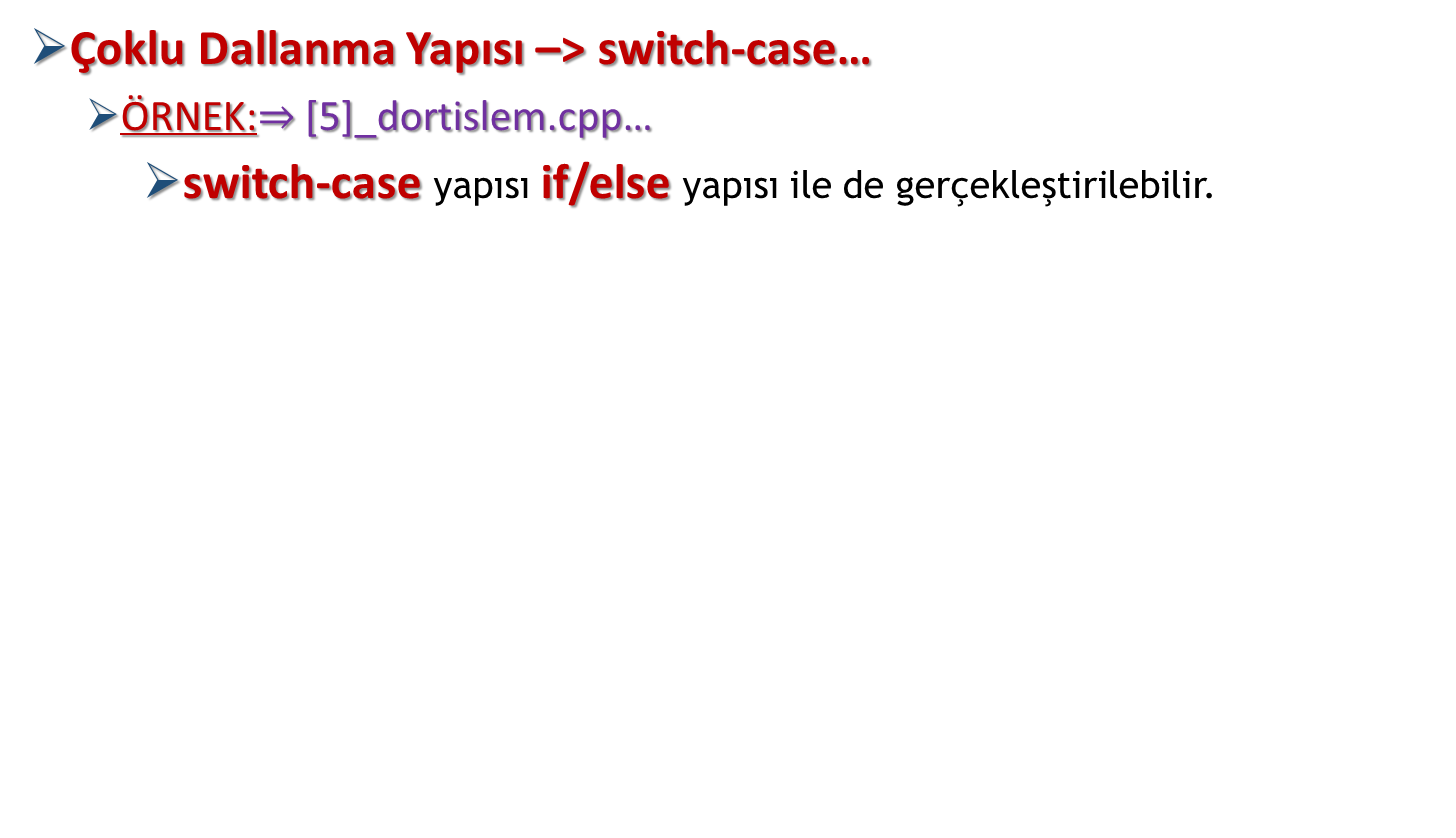 ➢Çoklu Dallanma Yapısı –> switch-case…
➢ÖRNEK:⇒ [5]_dortislem.cpp…
➢switch-case yapısı if/else yapısı ile de gerçekleştirilebilir.